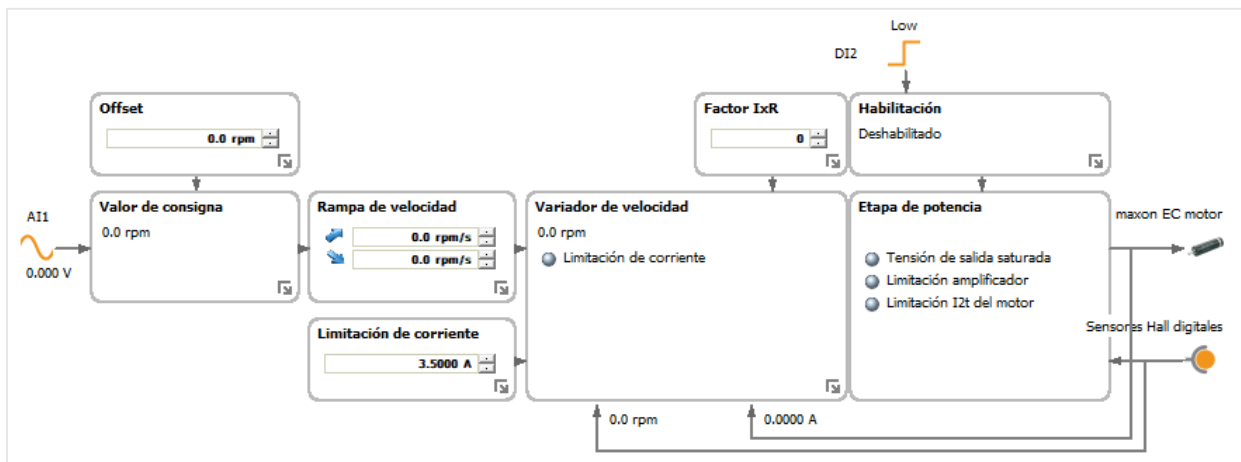 Low
DI2
Offset
0.0 rpm
Factor IxR
0
Habilitación
Deshabilitado
AI1
0.000 V
Valor de consigna
0.0 rpm
Rampa de velocidad
0.0 rpm/s
0.0 rpm/s
Limitación de corriente
3.5000 A
Variador de velocidad
0.0 rpm
Limitación de corriente
Etapa de potencia
Tensión de salida saturada
Limitación amplificador
Limitación I2t del motor
maxon EC motor
Sensores Hall digitales
0.0 rpm
0.0000 A